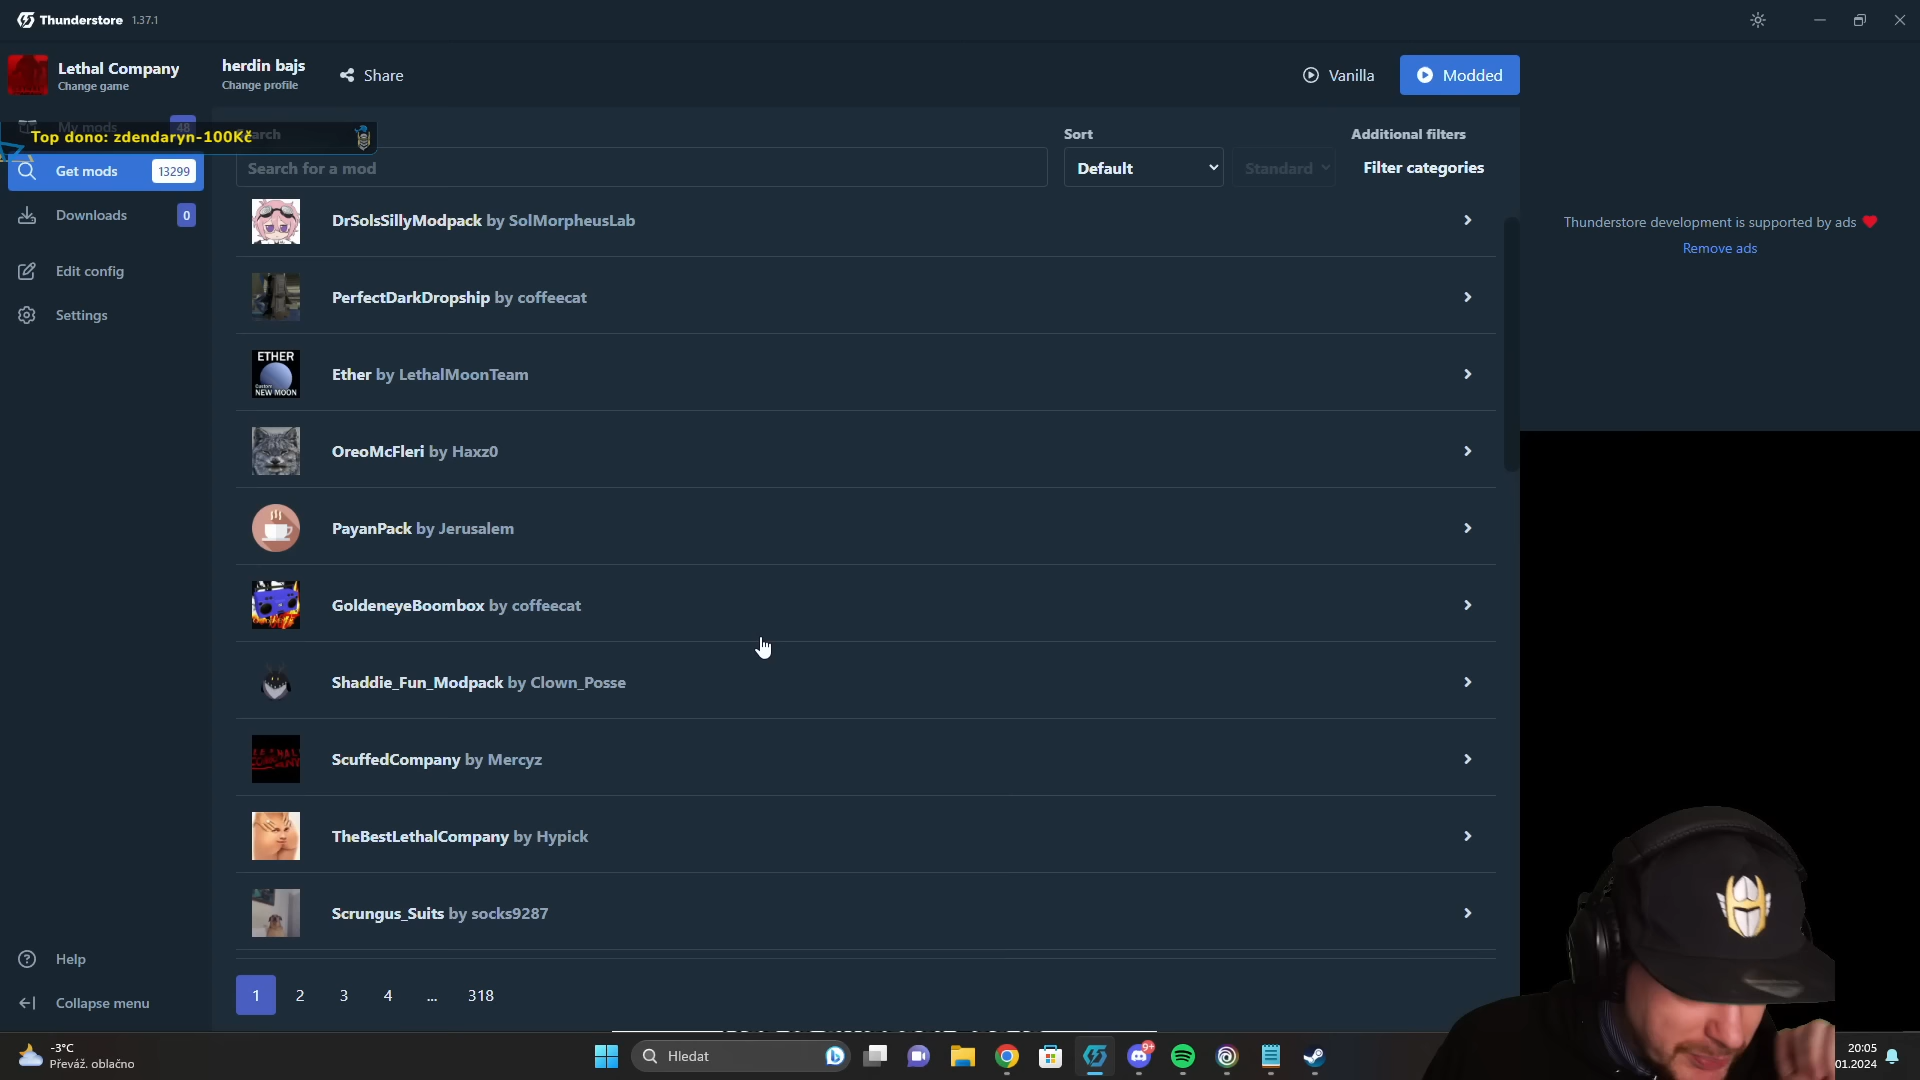 Thunderstore 1.37.1
Lethal Company
Change game
herdin bajs
Change profile
Share
Vanilla
Modded
My mods 48
Top dono: zdendaryn-100Kč
Sort
Additional filters
Get mods 13299
Search for a mod
Default
Standard
Filter categories
Downloads 0
Edit config
Settings
DrSolsSillyModpack by SolMorpheusLab
PerfectDarkDropship by coffeecat
ETHER
NEW MOON
Ether by LethalMoonTeam
OreoMcFleri by Haxz0
PayanPack by Jerusalem
GoldeneyeBoombox by coffeecat
Shaddie_Fun_Modpack by Clown_Posse
ScuffedCompany by Mercyz
TheBestLethalCompany by Hypick
Scrungus_Suits by socks9287
Thunderstore development is supported by ads
Remove ads
Help
Collapse menu
1 2 3 4 ... 318
-3°C
Převáž. oblačno
Hledat
9+
20:05
01.2024